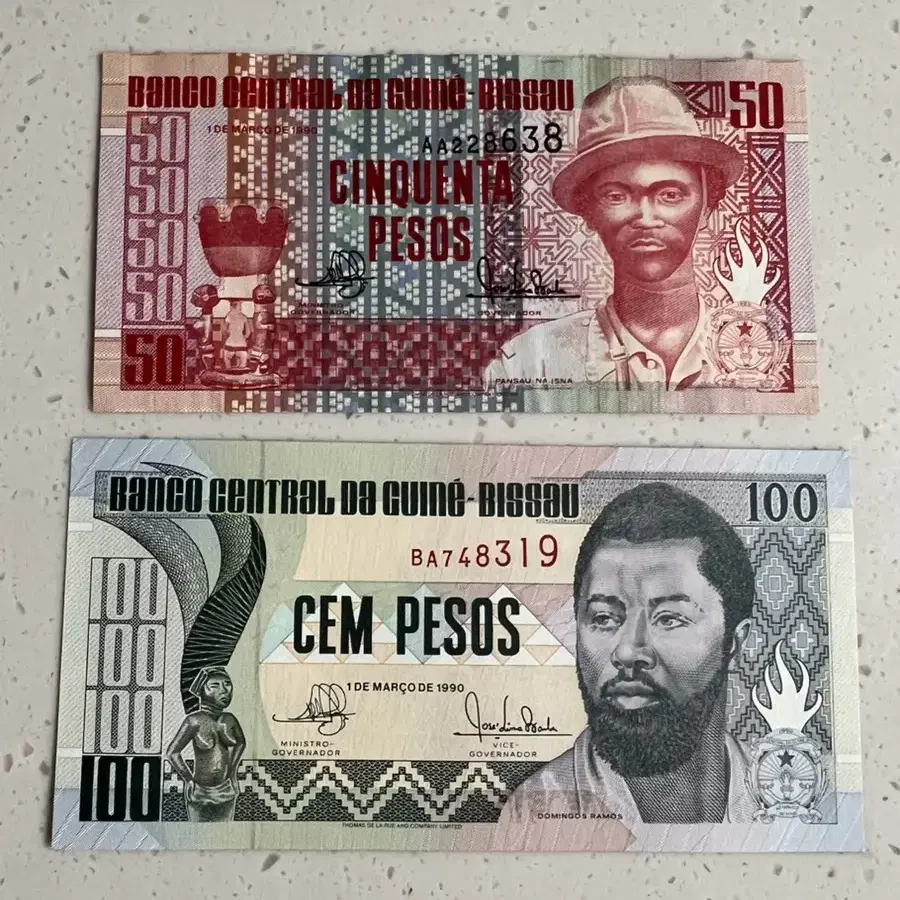 BANCO CENTRAL DA GUINÉ-BISSAU
50
1 DE MARÇO DE 1990
AA228638
50
50
50
50
CINQUENTA
PESOS
MINISTRO-
GOVERNADOR
VICE-
GOVERNADOR
50
PANSAU NA ISNA
BANCO CENTRAL DA GUINÉ-BISSAU
100
BA748319
100
100
100
CEM PESOS
1 DE MARÇO DE 1990
MINISTRO-
GOVERNADOR
VICE-
GOVERNADOR
100
DOMINGOS RAMOS
THOMAS DE LA RUE AND COMPANY LIMITED